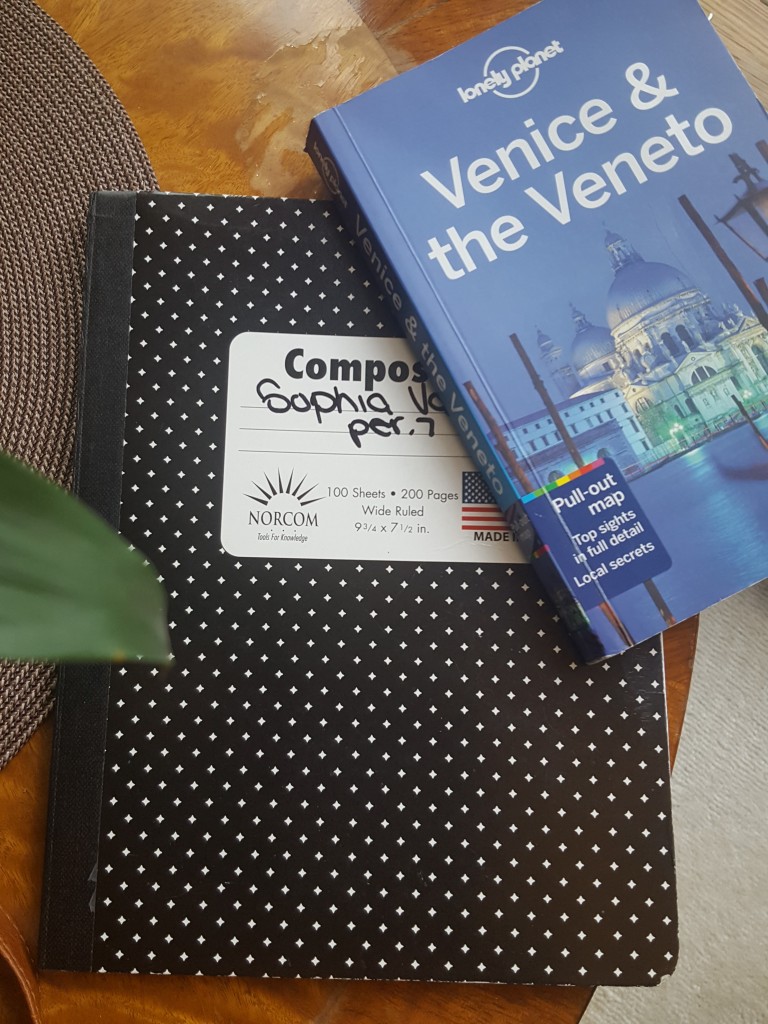 lonely planet
Venice &
the Veneto
Venice & the Veneto
Pull-out
map
Top sights
in full detail
Local secrets
Compos
Sophia
per. 7
100 Sheets • 200 Pages
Wide Ruled
9 3/4 x 7 1/2 in.
NORCOM
Tools For Knowledge
MADE